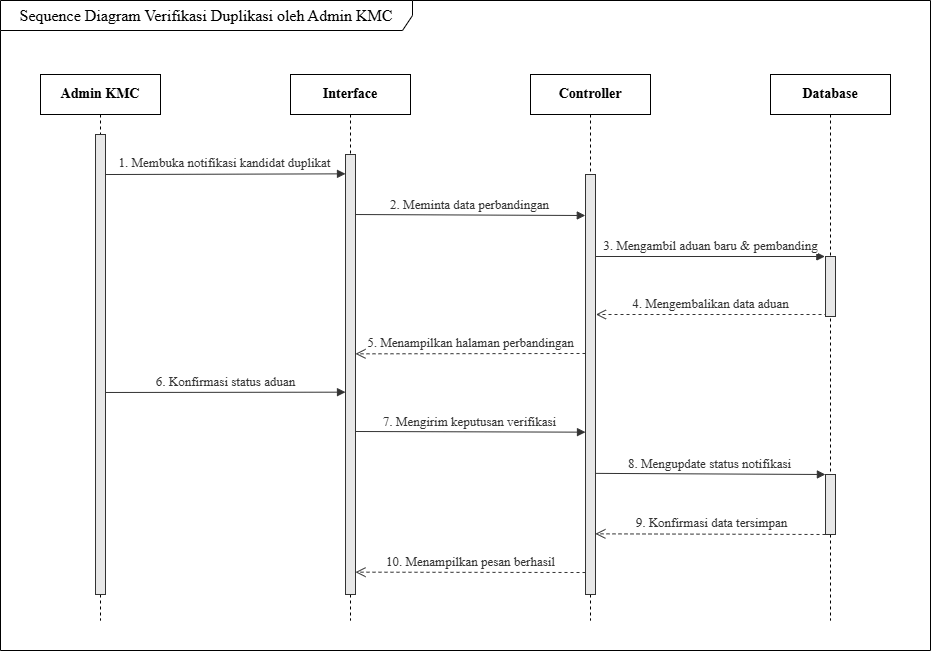 Sequence Diagram Verifikasi Duplikasi oleh Admin KMC
Admin KMC
Interface
Controller
Database
1. Membuka notifikasi kandidat duplikat
2. Meminta data perbandingan
3. Mengambil aduan baru & pembanding
4. Mengembalikan data aduan
5. Menampilkan halaman perbandingan
6. Konfirmasi status aduan
7. Mengirim keputusan verifikasi
8. Mengupdate status notifikasi
9. Konfirmasi data tersimpan
10. Menampilkan pesan berhasil